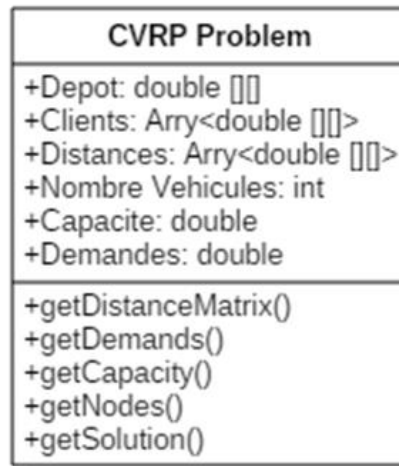 CVRP Problem
+Depot: double [][]
+Clients: Arry<double [][]>
+Distances: Arry<double [][]>
+Nombre Vehicules: int
+Capacite: double
+Demandes: double
+getDistanceMatrix()
+getDemands()
+getCapacity()
+getNodes()
+getSolution()